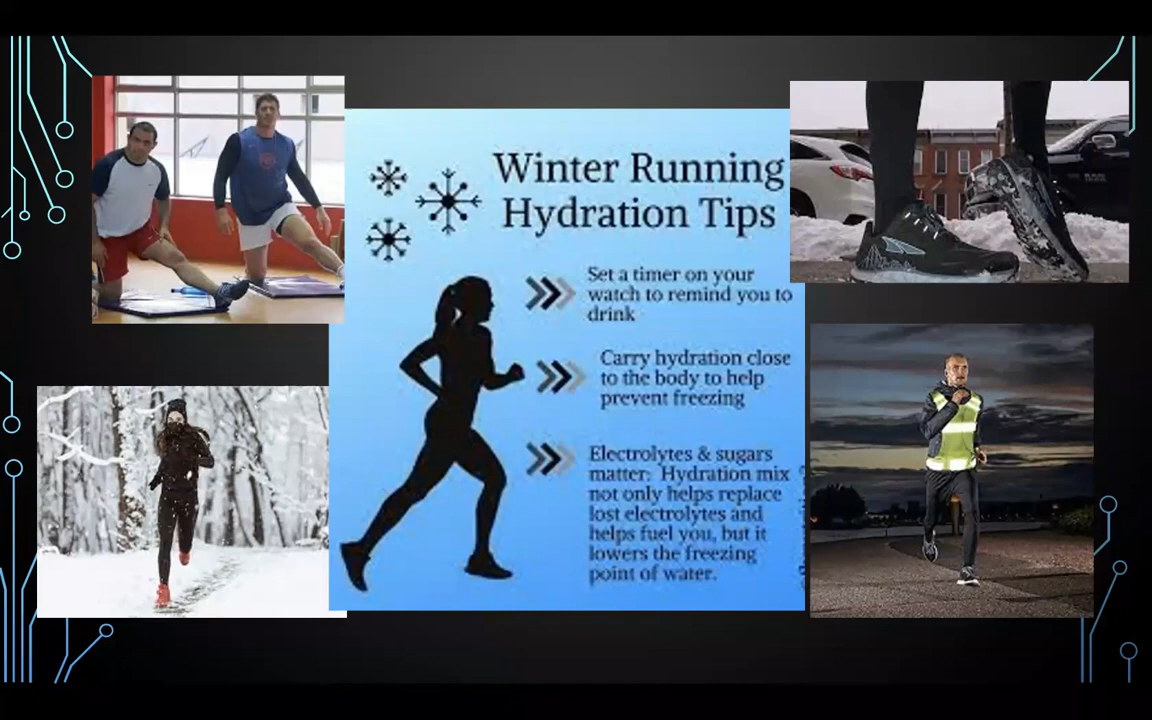 Winter Running
Hydration Tips
Set a timer on your
watch to remind you to
drink
Carry hydration close
to the body to help
prevent freezing
Electrolytes & sugars
matter: Hydration mix
not only helps replace
lost electrolytes and
helps fuel you, but it
lowers the freezing
point of water.